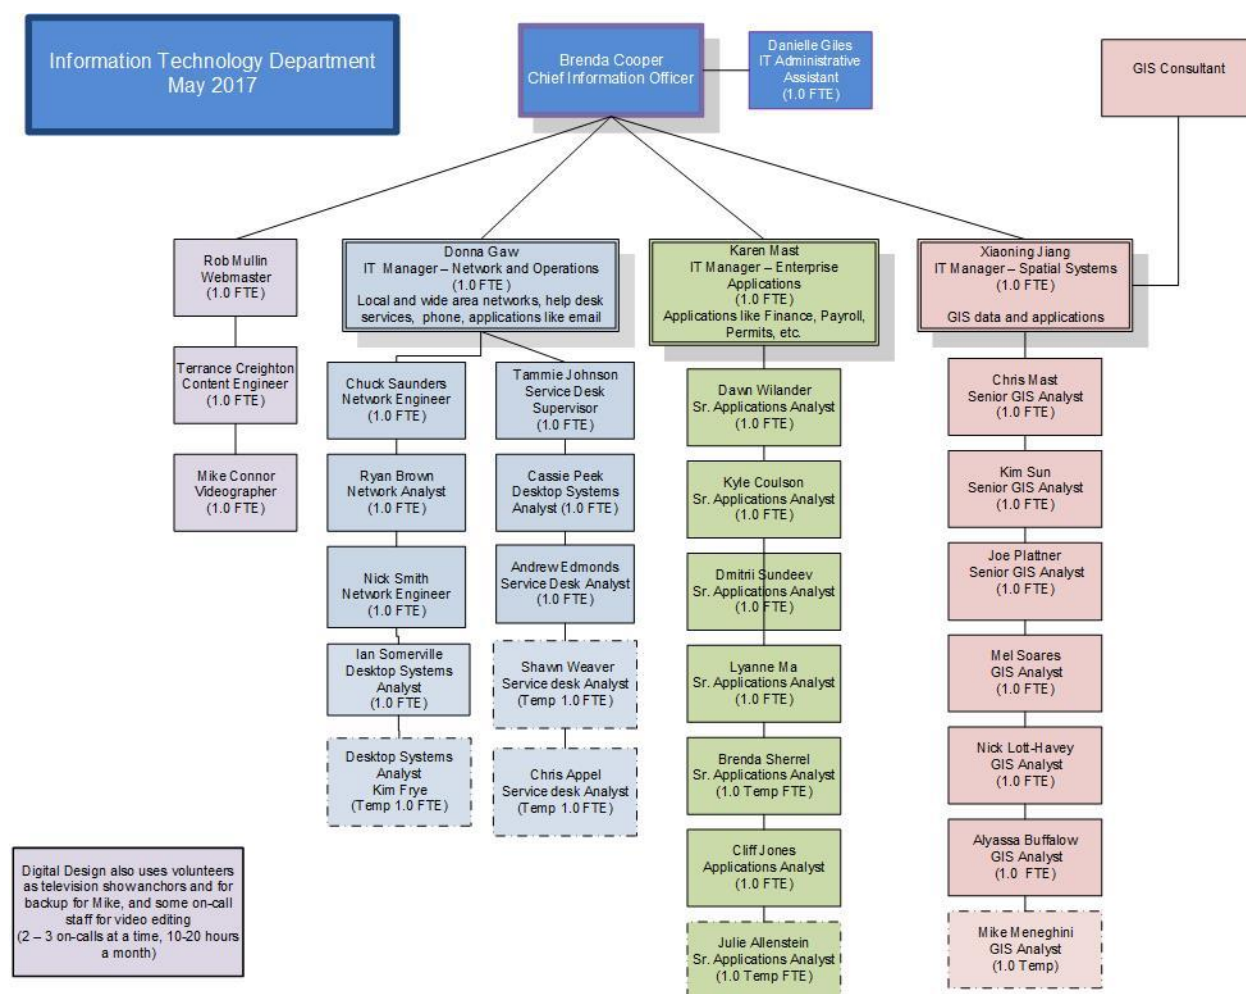 Information Technology Department
May 2017
Brenda Cooper
Chief Information Officer
Danielle Giles
IT Administrative
Assistant
(1.0 FTE)
GIS Consultant
Rob Mullin
Webmaster
(1.0 FTE)
Terrance Creighton
Content Engineer
(1.0 FTE)
Mike Connor
Videographer
(1.0 FTE)
Donna Gaw
IT Manager – Network and Operations
(1.0 FTE)
Local and wide area networks, help desk
services, phone, applications like email
Chuck Saunders
Network Engineer
(1.0 FTE)
Ryan Brown
Network Analyst
(1.0 FTE)
Nick Smith
Network Engineer
(1.0 FTE)
Ian Somerville
Desktop Systems
Analyst
(1.0 FTE)
Desktop Systems
Analyst
Kim Frye
(Temp 1.0 FTE)
Tammie Johnson
Service Desk
Supervisor
(1.0 FTE)
Cassie Peek
Desktop Systems
Analyst (1.0 FTE)
Andrew Edmonds
Service Desk Analyst
(1.0 FTE)
Shawn Weaver
Service desk Analyst
(Temp 1.0 FTE)
Chris Appel
Service desk Analyst
(Temp 1.0 FTE)
Karen Mast
IT Manager – Enterprise
Applications
(1.0 FTE)
Applications like Finance, Payroll,
Permits, etc.
Dawn Wilander
Sr. Applications Analyst
(1.0 FTE)
Kyle Coulson
Sr. Applications Analyst
(1.0 FTE)
Dmitrii Sundeev
Sr. Applications Analyst
(1.0 FTE)
Lyanne Ma
Sr. Applications Analyst
(1.0 FTE)
Brenda Sherrel
Sr. Applications Analyst
(1.0 Temp FTE)
Cliff Jones
Applications Analyst
(1.0 FTE)
Julie Allenstein
Sr. Applications Analyst
(1.0 Temp FTE)
Xiaoning Jiang
IT Manager – Spatial Systems
(1.0 FTE)
GIS data and applications
Chris Mast
Senior GIS Analyst
(1.0 FTE)
Kim Sun
Senior GIS Analyst
(1.0 FTE)
Joe Plattner
Senior GIS Analyst
(1.0 FTE)
Mel Soares
GIS Analyst
(1.0 FTE)
Nick Lott-Havey
GIS Analyst
(1.0 FTE)
Alyassa Buffalow
GIS Analyst
(1.0 FTE)
Mike Meneghini
GIS Analyst
(1.0 Temp)
Digital Design also uses volunteers
as television show anchors and for
backup for Mike, and some on-call
staff for video editing
(2 – 3 on-calls at a time, 10-20 hours
a month)